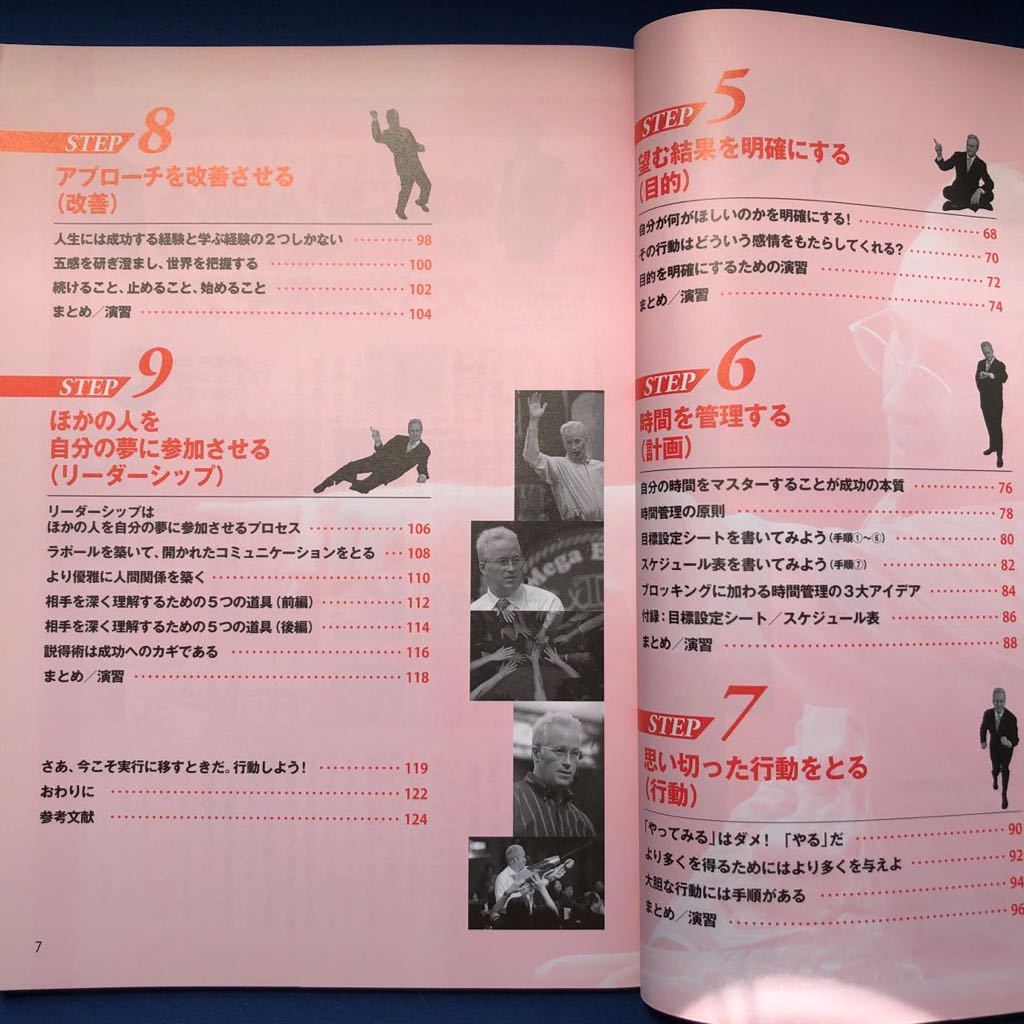 STEP 8
アプローチを改善させる
(改善)
人生には成功する経験と学ぶ経験の2つしかない ・・・・・・・・・ 98
五感を研ぎ澄まし、世界を把握する ・・・・・・・・・・・・・・・・・ 100
続けること、止めること、始めること ・・・・・・・・・・・・・・・・ 102
まとめ/演習 ・・・・・・・・・・・・・・・・・・・・・・・・・・・・・・ 104
STEP 9
ほかの人を
自分の夢に参加させる
(リーダーシップ)
リーダーシップは
ほかの人を自分の夢に参加させるプロセス ・・・・・・・・・・・ 106
ラポールを築いて、開かれたコミュニケーションをとる ・・・ 108
より優雅に人間関係を築く ・・・・・・・・・・・・・・・・・・・・・・ 110
相手を深く理解するための5つの道具(前編) ・・・・・・・・・・ 112
相手を深く理解するための5つの道具(後編) ・・・・・・・・・・ 114
説得術は成功へのカギである ・・・・・・・・・・・・・・・・・・・・ 116
まとめ/演習 ・・・・・・・・・・・・・・・・・・・・・・・・・・・・・・ 118
さあ、今こそ実行に移すときだ。行動しよう! ・・・・・・・・・ 119
おわりに ・・・・・・・・・・・・・・・・・・・・・・・・・・・・・・・・・ 122
参考文献 ・・・・・・・・・・・・・・・・・・・・・・・・・・・・・・・・・ 124
7
Mega
STEP 5
望む結果を明確にする
(目的)
自分が何がほしいのかを明確にする! ・・・・・・・・・・・・・・ 68
その行動はどういう感情をもたらしてくれる? ・・・・・・・・・ 70
目的を明確にするための演習 ・・・・・・・・・・・・・・・・・・・・ 72
まとめ/演習 ・・・・・・・・・・・・・・・・・・・・・・・・・・・・・・ 74
STEP 6
時間を管理する
(計画)
自分の時間をマスターすることが成功の本質 ・・・・・・・・・・ 76
時間管理の原則 ・・・・・・・・・・・・・・・・・・・・・・・・・・・・ 78
目標設定シートを書いてみよう(手順①〜⑥) ・・・・・・・・・・・ 80
スケジュール表を書いてみよう(手順⑦) ・・・・・・・・・・・・・ 82
ブロッキングに加わる時間管理の3大アイデア ・・・・・・・・・ 84
付録:目標設定シート/スケジュール表 ・・・・・・・・・・・・・ 86
まとめ/演習 ・・・・・・・・・・・・・・・・・・・・・・・・・・・・・・ 88
STEP 7
思い切った行動をとる
(行動)
「やってみる」はダメ! 「やる」だ ・・・・・・・・・・・・・・・・・ 90
より多くを得るためにはより多くを与えよ ・・・・・・・・・・・・ 92
大胆な行動には手順がある ・・・・・・・・・・・・・・・・・・・・・・ 94
まとめ/演習 ・・・・・・・・・・・・・・・・・・・・・・・・・・・・・・ 96